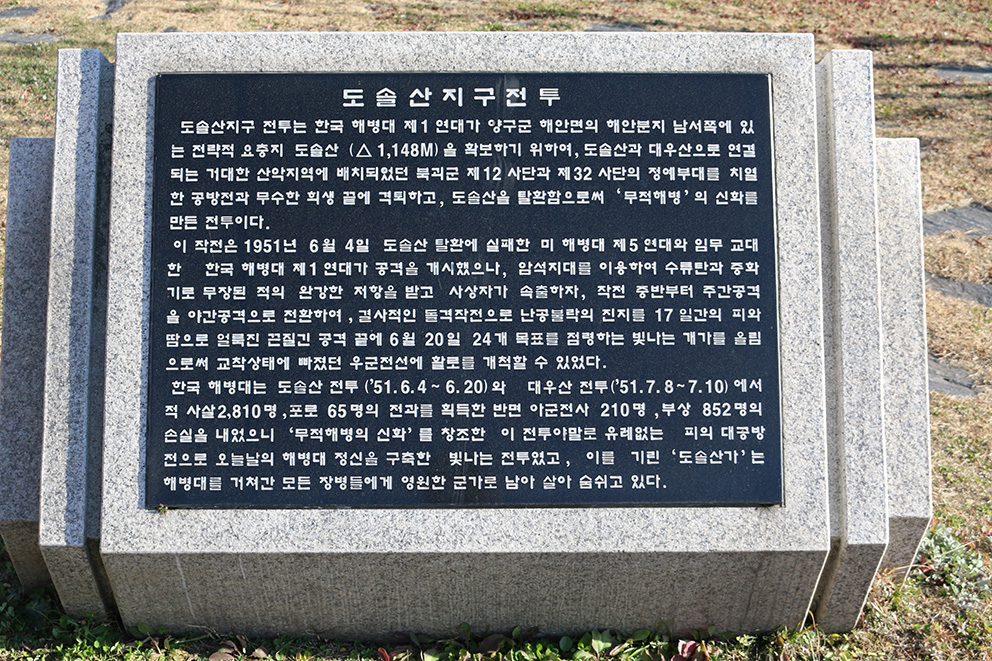 도솔산지구전투
도솔산지구 전투는 한국 해병대 제1연대가 양구군 해안면의 해안분지 남서쪽에 있
는 전략적 요충지 도솔산 (△1,148M)을 확보하기 위하여, 도솔산과 대우산으로 연결
되는 거대한 산악지역에 배치되었던 북괴군 제12사단과 제32사단의 정예부대를 치열
한 공방전과 무수한 희생 끝에 격퇴하고, 도솔산을 탈환함으로써 '무적해병'의 신화를
만든 전투이다.
이 작전은 1951년 6월 4일 도솔산 탈환에 실패한 미 해병대 제5연대와 임무 교대
한 한국 해병대 제1연대가 공격을 개시했으나, 암석지대를 이용하여 수류탄과 중화
기로 무장된 적의 완강한 저항을 받고 사상자가 속출하자, 작전 중반부터 주간공격
을 야간공격으로 전환하여, 결사적인 돌격작전으로 난공불락의 진지를 17일간의 피와
땀으로 얼룩진 끈질긴 공격 끝에 6월 20일 24개 목표를 점령하는 빛나는 개가를 올림
으로써 교착상태에 빠졌던 우군전선에 활로를 개척할 수 있었다.
한국 해병대는 도솔산 전투('51.6.4~6.20)와 대우산 전투('51.7.8~7.10)에서
적 사살2,810명, 포로 65명의 전과를 획득한 반면 아군전사 210명, 부상 852명의
손실을 내었으니 '무적해병의 신화'를 창조한 이 전투야말로 유례없는 피의 대공방
전으로 오늘날의 해병대 정신을 구축한 빛나는 전투였고, 이를 기린 '도솔산가'는
해병대를 거쳐간 모든 장병들에게 영원한 군가로 남아 살아 숨쉬고 있다.